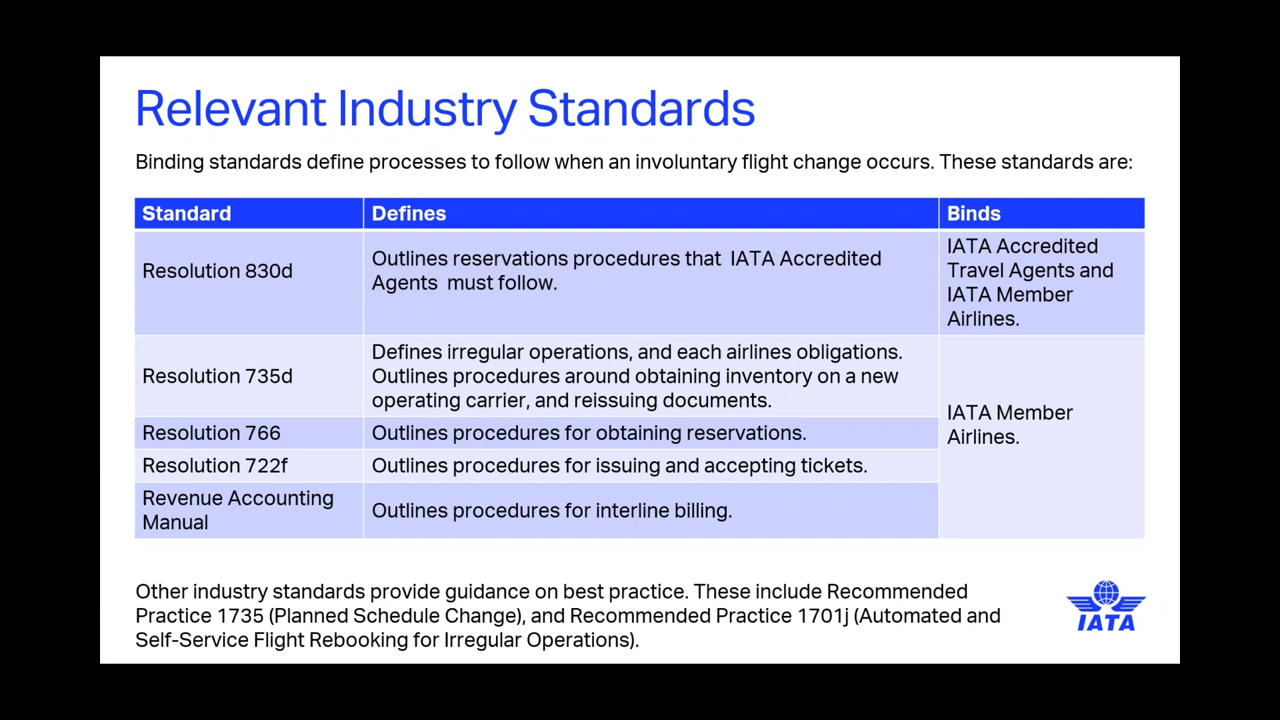 Relevant Industry Standards
Binding standards define processes to follow when an involuntary flight change occurs. These standards are:
Standard
Defines
Binds
Resolution 830d
Outlines reservations procedures that  IATA Accredited
Agents  must follow.
IATA Accredited
Travel Agents and
IATA Member
Airlines.
Resolution 735d
Defines irregular operations, and each airlines obligations.
Outlines procedures around obtaining inventory on a new
operating carrier, and reissuing documents.
IATA Member
Airlines.
Resolution 766
Outlines procedures for obtaining reservations.
Resolution 722f
Outlines procedures for issuing and accepting tickets.
Revenue Accounting
Manual
Outlines procedures for interline billing.
Other industry standards provide guidance on best practice. These include Recommended
Practice 1735 (Planned Schadue Change), and Recommended Practice 1701j (Automated and
Self-Service Flight Rebooking for Irregular Operations).
IATA